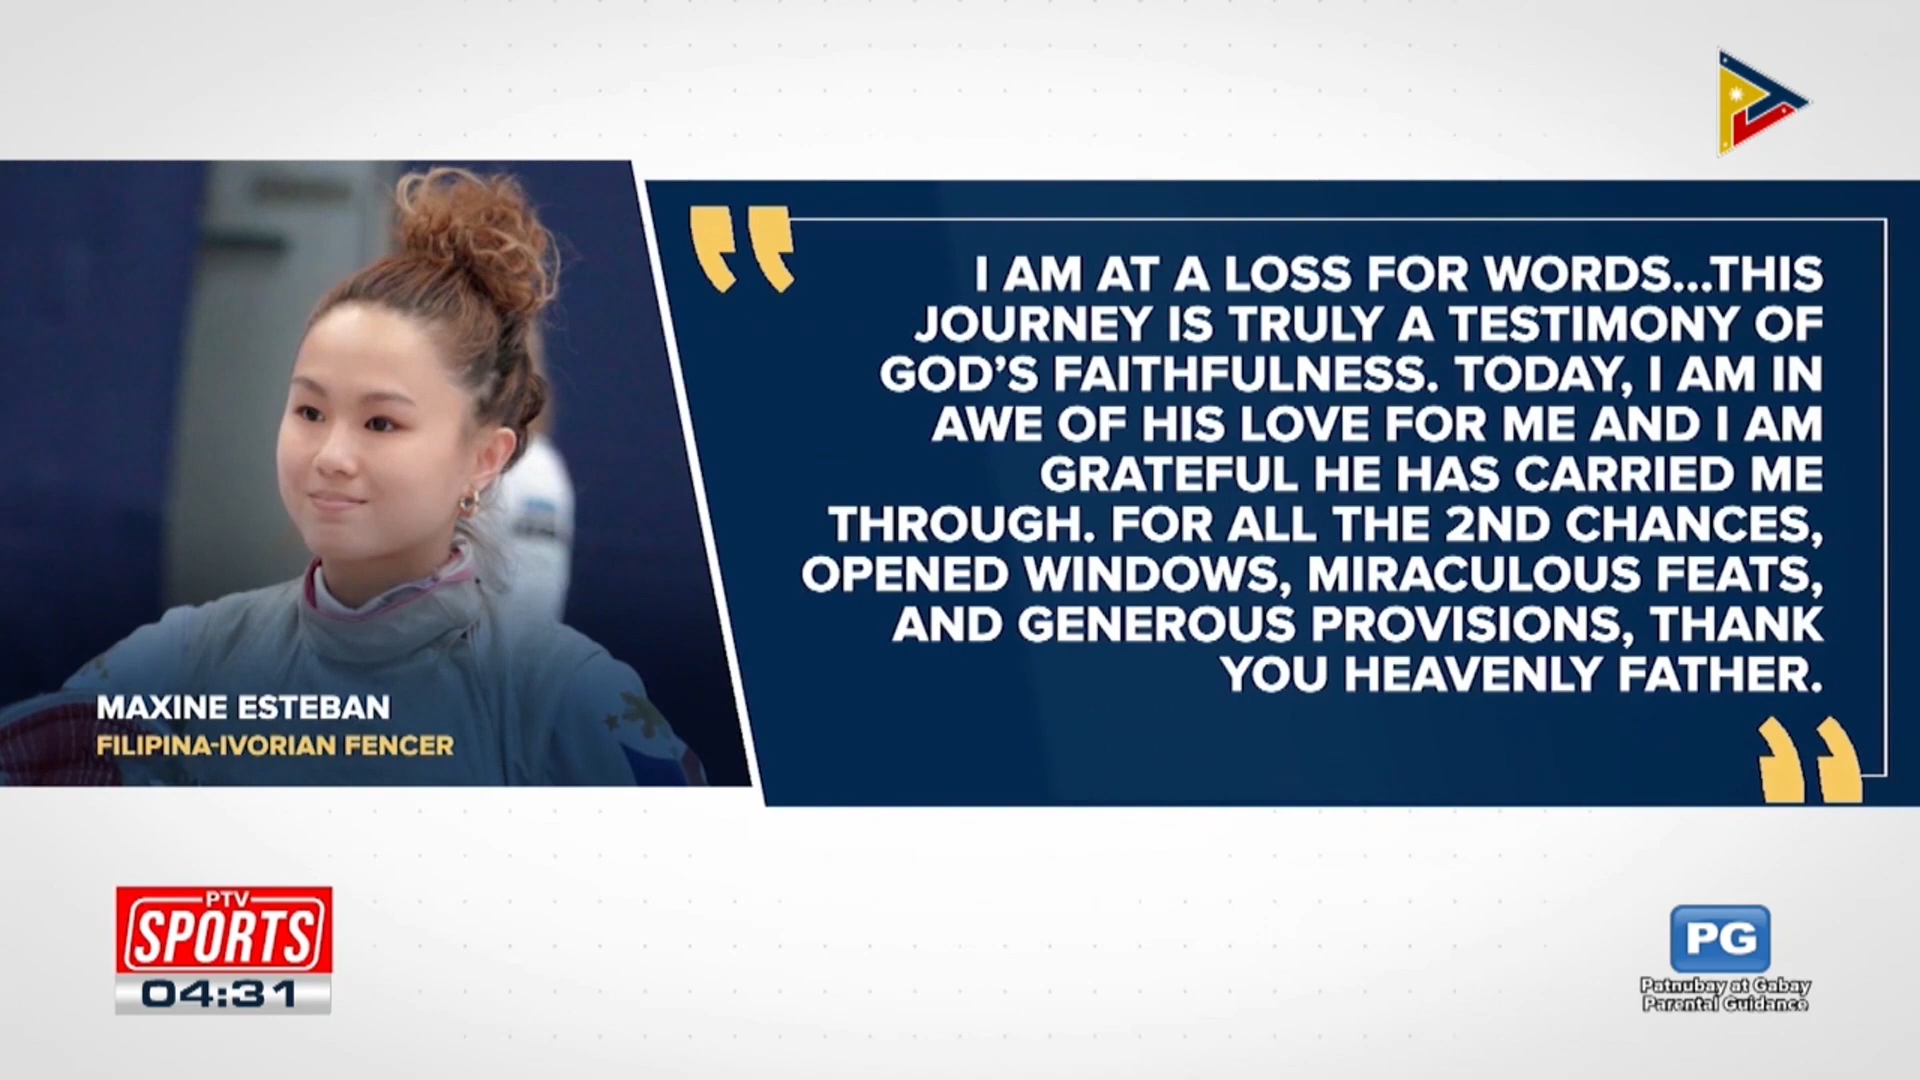 I AM AT A LOSS FOR WORDS...THIS
JOURNEY IS TRULY A TESTIMONY OF
GOD'S FAITHFULNESS. TODAY, I AM IN
AWE OF HIS LOVE FOR ME AND I AM
GRATEFUL HE HAS CARRIED ME
THROUGH. FOR ALL THE 2ND CHANCES,
OPENED WINDOWS, MIRACULOUS FEATS,
AND GENEROUS PROVISIONS, THANK
YOU HEAVENLY FATHER.
MAXINE ESTEBAN
FILIPINA-IVORIAN FENCER
PTV
SPORTS
04:31
PG
Patnubay at Gabay
Parental Guidance